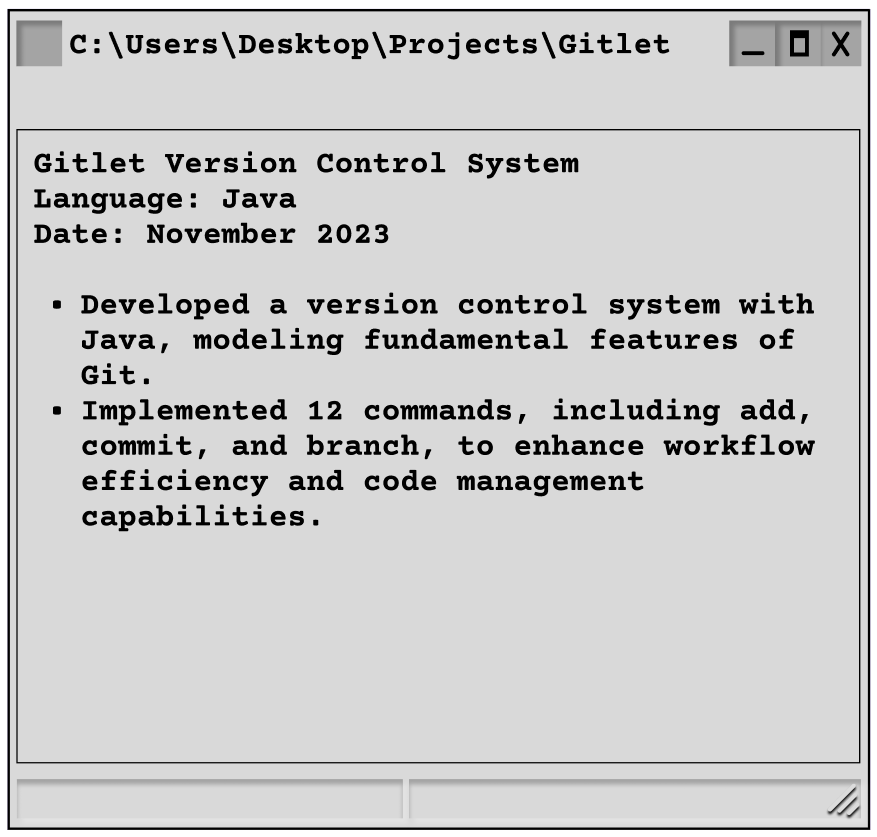 C:\Users\Desktop\Projects\Gitlet
Gitlet Version Control System
Language: Java
Date: November 2023
• Developed a version control system with
Java, modeling fundamental features of
Git.
• Implemented 12 commands, including add,
commit, and branch, to enhance workflow
efficiency and code management
capabilities.